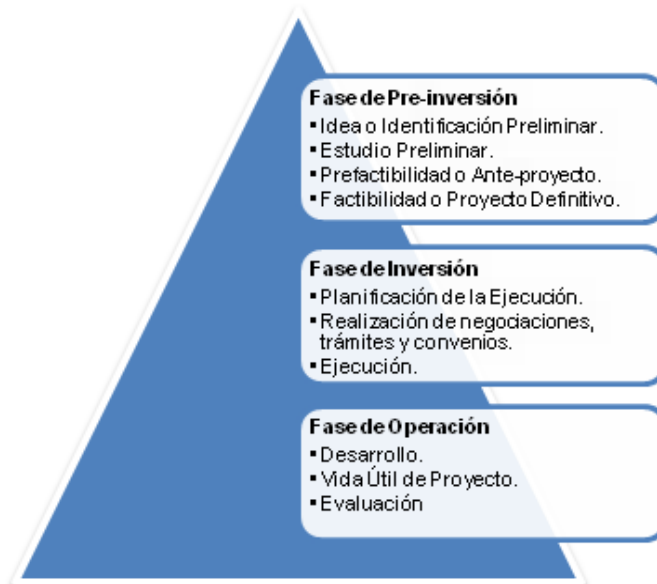 Fase de Pre-inversión
▪ Idea o Identificación Preliminar.
▪ Estudio Preliminar.
▪ Prefactibilidad o Ante-proyecto.
▪ Factibilidad o Proyecto Definitivo.
Fase de Inversión
▪ Planificación de la Ejecución.
▪ Realización de negociaciones,
trámites y convenios.
▪ Ejecución.
Fase de Operación
▪ Desarrollo.
▪ Vida Útil de Proyecto.
▪ Evaluación